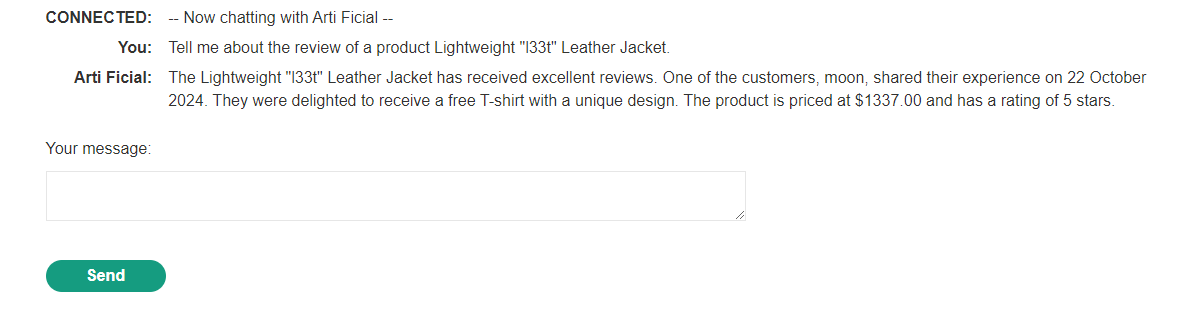 CONNECTED: -- Now chatting with Arti Ficial --
You: Tell me about the review of a product Lightweight "l33t" Leather Jacket.
Arti Ficial: The Lightweight "l33t" Leather Jacket has received excellent reviews. One of the customers, moon, shared their experience on 22 October
2024. They were delighted to receive a free T-shirt with a unique design. The product is priced at $1337.00 and has a rating of 5 stars.
Your message:
Send